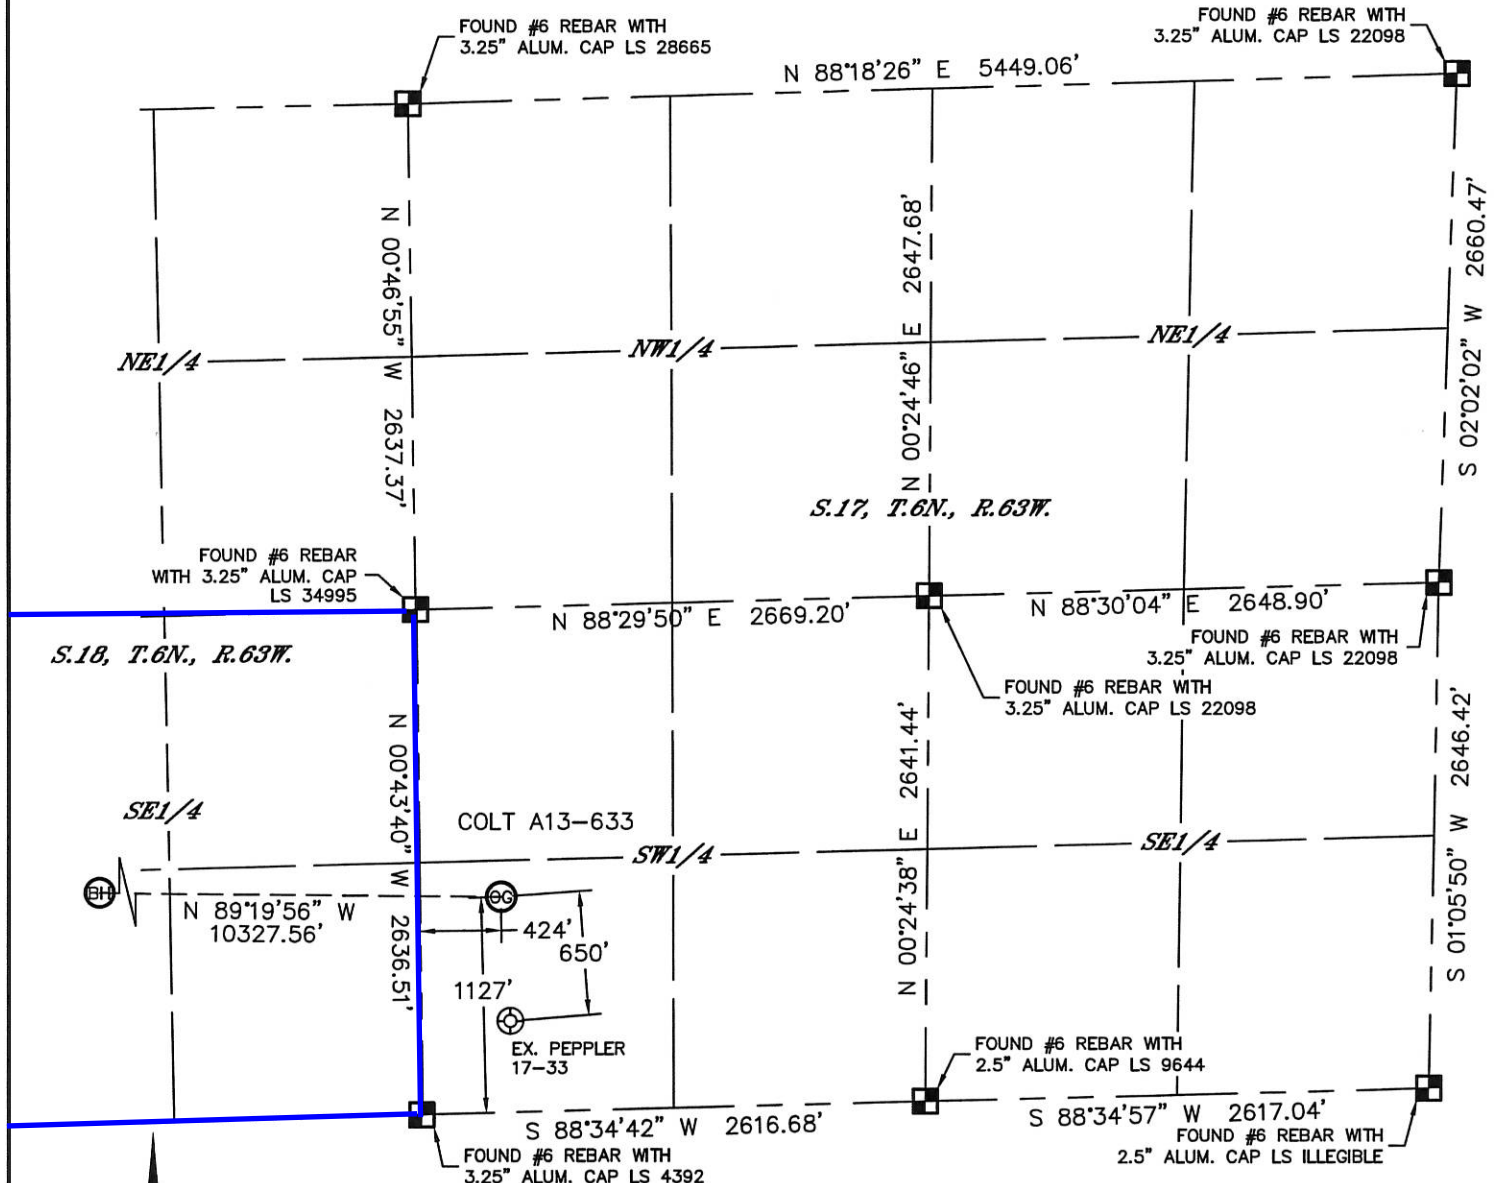 FOUND #6 REBAR WITH
3.25" ALUM. CAP LS 28665
FOUND #6 REBAR WITH
3.25" ALUM. CAP LS 22098
N 88°18'26" E 5449.06'
N 00°46'55" W 2637.37'
N 00°24'46" E 2647.68'
S 02°02'02" W 2660.47'
NE1/4
NW1/4
NE1/4
S.17, T.6N., R.63W.
FOUND #6 REBAR
WITH 3.25" ALUM. CAP
LS 34995
N 88°29'50" E 2669.20'
N 88°30'04" E 2648.90'
FOUND #6 REBAR WITH
3.25" ALUM. CAP LS 22098
S.18, T.6N., R.63W.
FOUND #6 REBAR WITH
3.25" ALUM. CAP LS 22098
N 00°43'40" W 2636.51'
N 00°24'38" E 2641.44'
S 01°05'50" W 2646.42'
SE1/4
COLT A13-633
SW1/4
SE1/4
BH
OG
N 89°19'56" W
10327.56'
424'
650'
1127'
EX. PEPPLER
17-33
FOUND #6 REBAR WITH
2.5" ALUM. CAP LS 9644
S 88°34'42" W 2616.68'
S 88°34'57" W 2617.04'
FOUND #6 REBAR WITH
2.5" ALUM. CAP LS ILLEGIBLE
FOUND #6 REBAR WITH
3.25" ALUM. CAP LS 4392